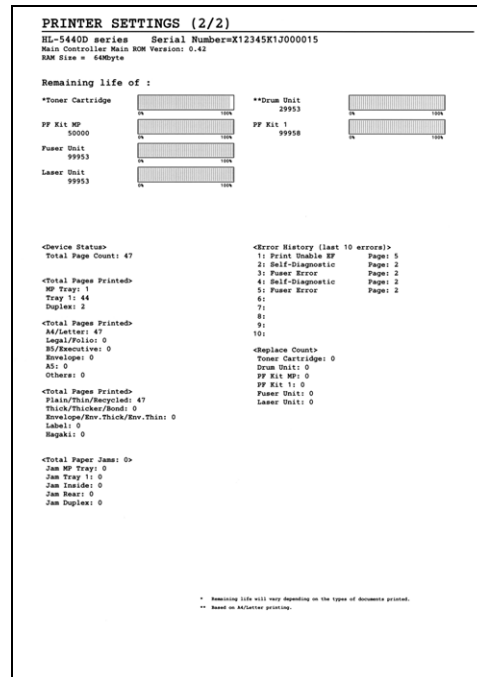 PRINTER SETTINGS (2/2)
HL-5440D series Serial Number=X12345K1J000015
Main Controller Main ROM Version: 0.42
RAM Size = 64Mbyte
Remaining life of :
*Toner Cartridge
0% 100%
PF Kit MP
50000
0% 100%
Fuser Unit
99953
0% 100%
Laser Unit
99953
0% 100%
**Drum Unit
29953
0% 100%
PF Kit 1
99958
0% 100%
<Device Status>
Total Page Count: 47
<Total Pages Printed>
MP Tray: 1
Tray 1: 44
Duplex: 2
<Total Pages Printed>
A4/Letter: 47
Legal/Folio: 0
B5/Executive: 0
Envelope: 0
A5: 0
Others: 0
<Total Pages Printed>
Plain/Thin/Recycled: 47
Thick/Thicker/Bond: 0
Envelope/Env.Thick/Env.Thin: 0
Label: 0
Hagaki: 0
<Total Paper Jams: 0>
Jam MP Tray: 0
Jam Tray 1: 0
Jam Inside: 0
Jam Rear: 0
Jam Duplex: 0
<Error History (last 10 errors)>
1: Print Unable EF Page: 5
2: Self-Diagnostic Page: 2
3: Fuser Error Page: 2
4: Self-Diagnostic Page: 2
5: Fuser Error Page: 2
6:
7:
8:
9:
10:
<Replace Count>
Toner Cartridge: 0
Drum Unit: 0
PF Kit MP: 0
PF Kit 1: 0
Fuser Unit: 0
Laser Unit: 0
* Remaining life will vary depending on the types of documents printed.
** Based on A4/Letter printing.